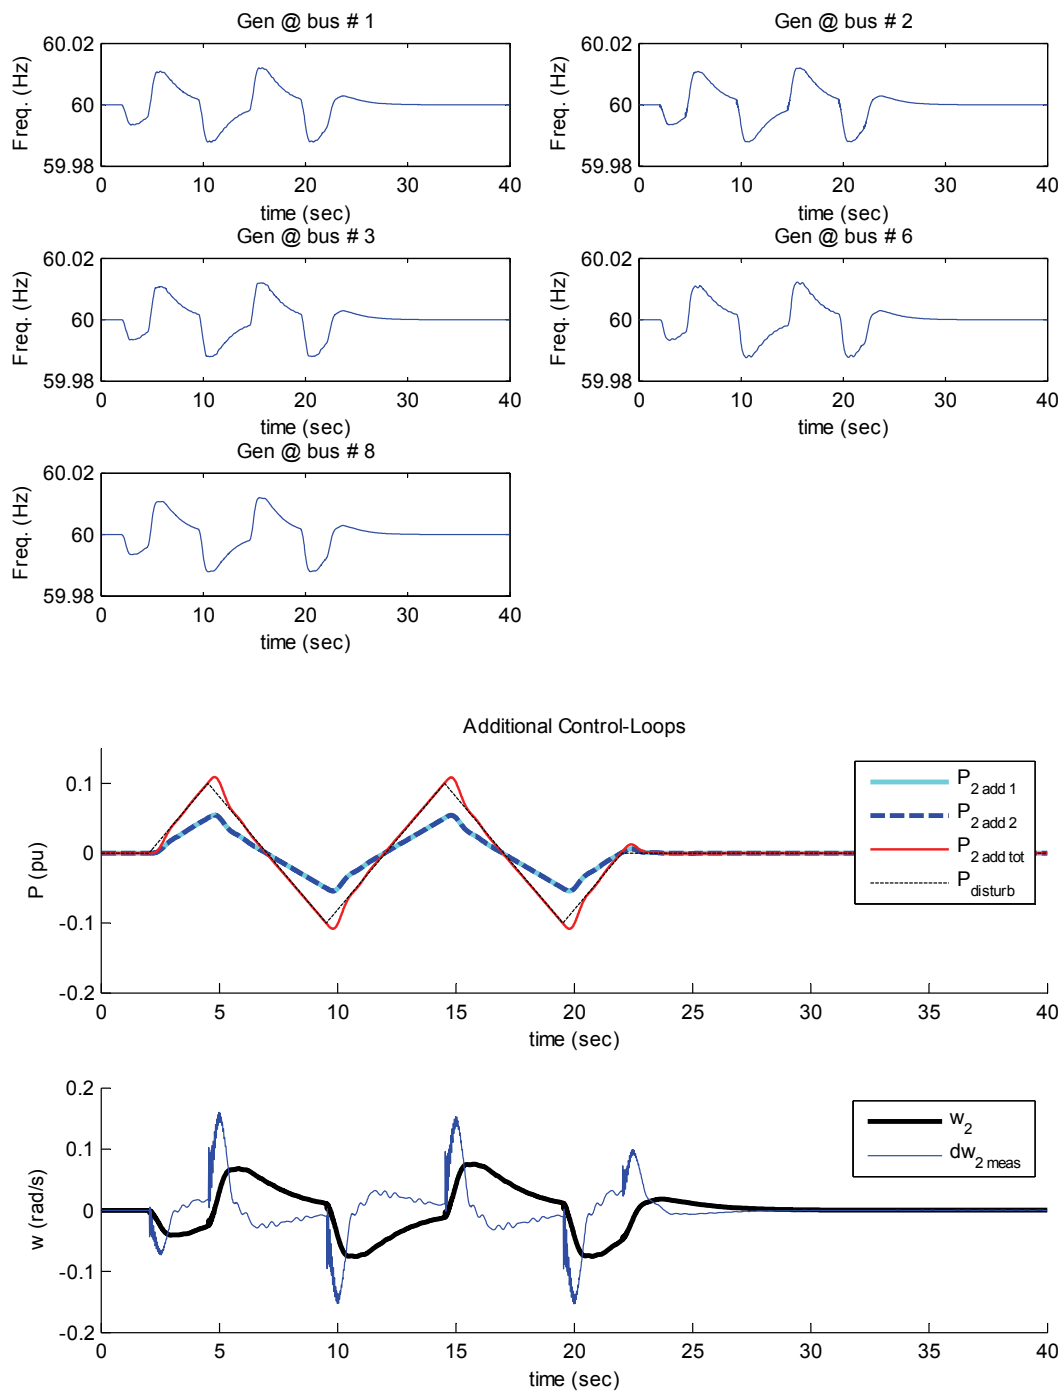 Gen @ bus # 1
Freq. (Hz)
60.02
60
59.98
0 10 20 30 40
time (sec)
Gen @ bus # 2
Freq. (Hz)
60.02
60
59.98
0 10 20 30 40
time (sec)
Gen @ bus # 3
Freq. (Hz)
60.02
60
59.98
0 10 20 30 40
time (sec)
Gen @ bus # 6
Freq. (Hz)
60.02
60
59.98
0 10 20 30 40
time (sec)
Gen @ bus # 8
Freq. (Hz)
60.02
60
59.98
0 10 20 30 40
time (sec)
Additional Control-Loops
P (pu)
0.1
0
-0.1
-0.2
0 5 10 15 20 25 30 35 40
time (sec)
P2 add 1
P2 add 2
P2 add tot
Pdisturb
w (rad/s)
0.2
0.1
0
-0.1
-0.2
0 5 10 15 20 25 30 35 40
time (sec)
w2
dw2 meas